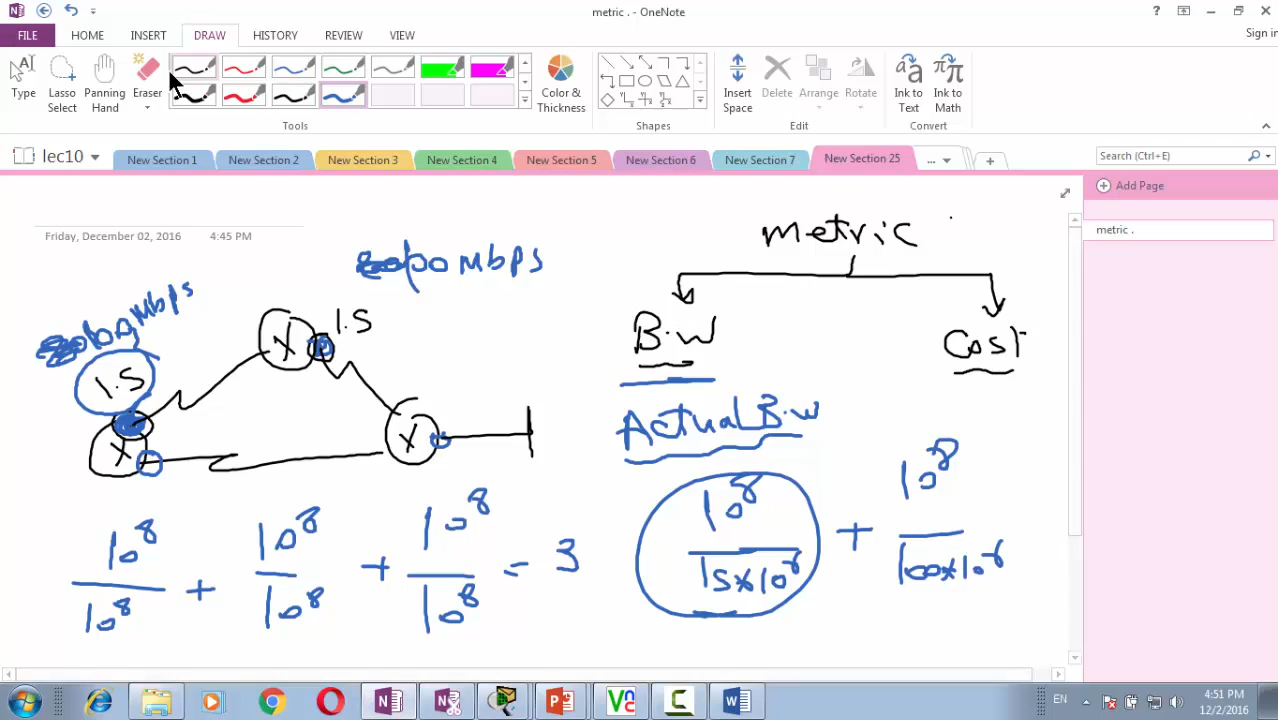 metric . - OneNote
Sign in
FILE HOME INSERT DRAW HISTORY REVIEW VIEW
Type
Lasso Select
Panning Hand
Eraser
Color & Thickness
Insert Space
Delete
Arrange
Rotate
Ink to Text
Ink to Math
Tools
Shapes
Edit
Convert
lec10
New Section 1
New Section 2
New Section 3
New Section 4
New Section 5
New Section 6
New Section 7
New Section 25
...
Search (Ctrl+E)
Add Page
metric .
Friday, December 02, 2016 4:45 PM
metric
B.W
Cost
Actual B.W
Mbps
Mbps
1.5
1.5
X
X
X
10^8 / 10^8 + 10^8 / 10^8 + 10^8 / 10^8 = 3
10^8 / 15x10^6 + 10^8 / 100x10^6
EN
4:51 PM
12/2/2016